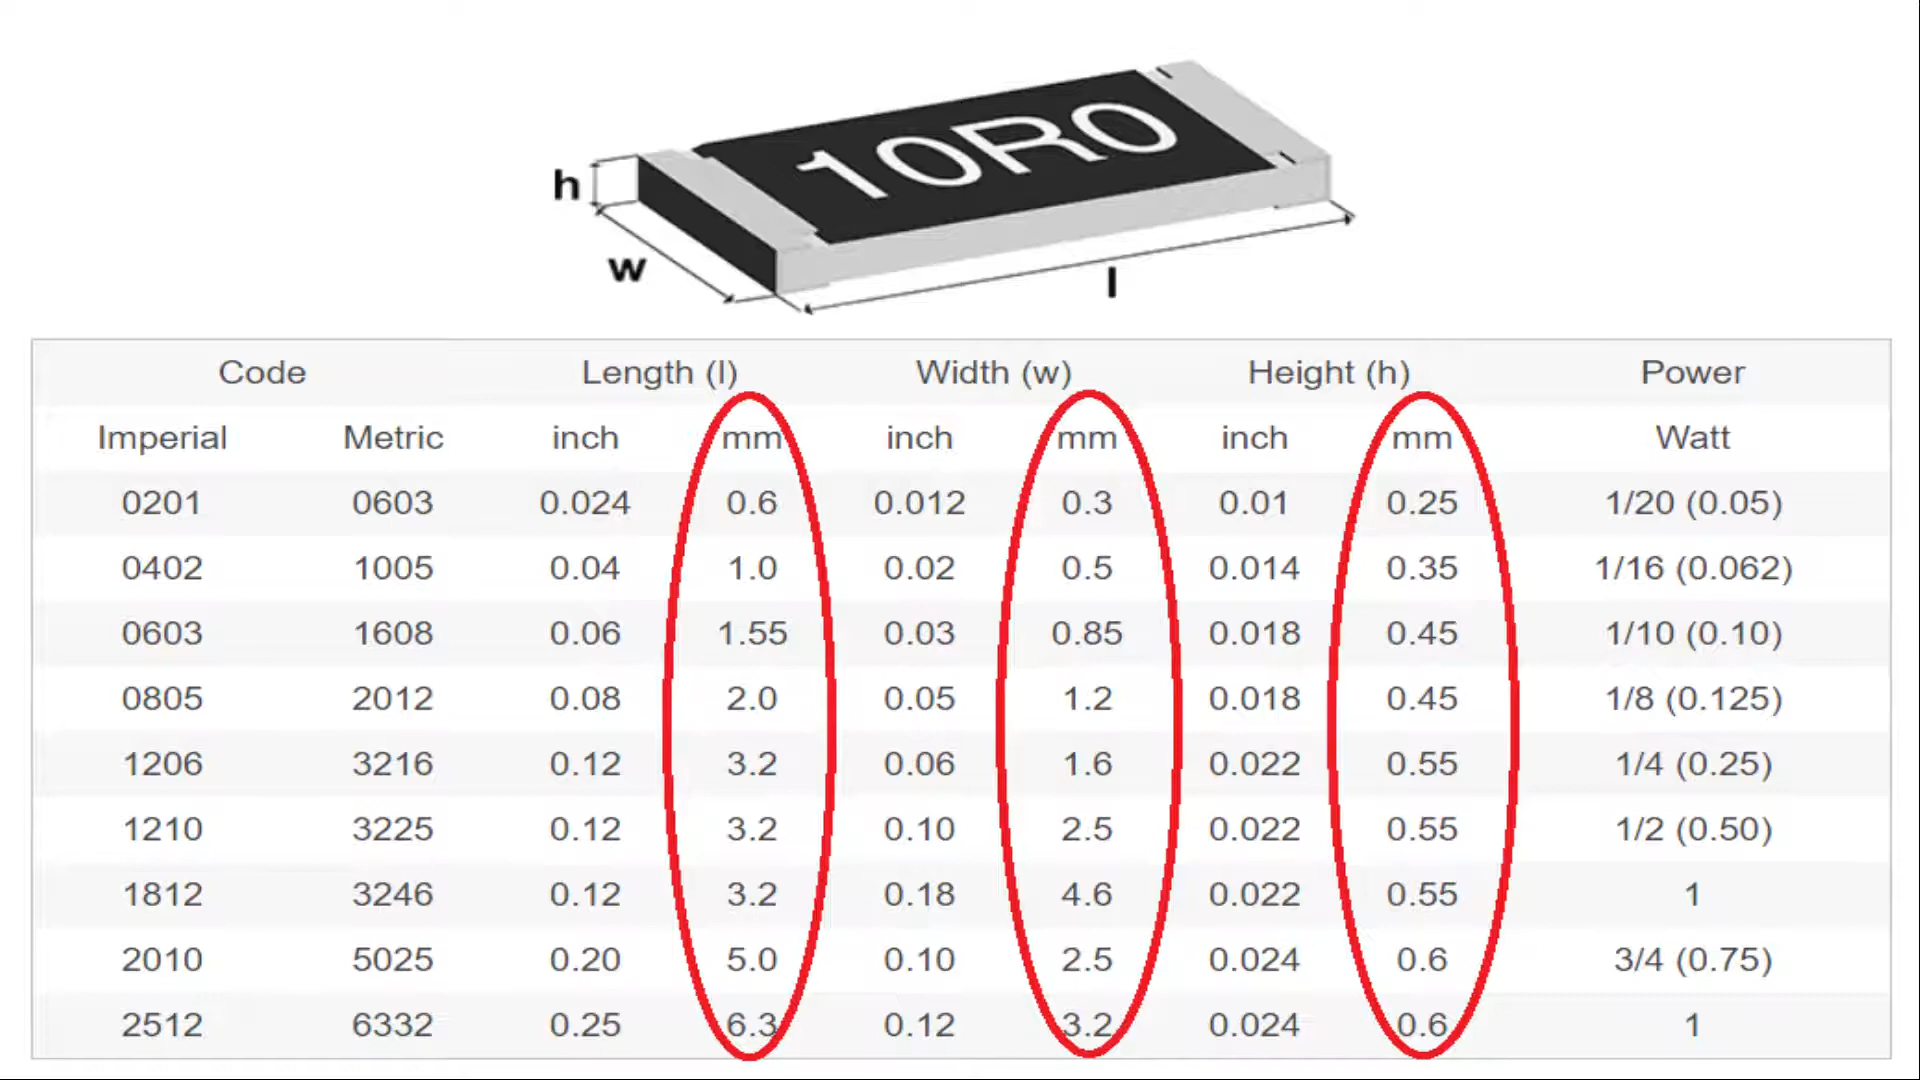 10R0
h
w
l
Code Length (l) Width (w) Height (h) Power
Imperial Metric inch mm inch mm inch mm Watt
0201 0603 0.024 0.6 0.012 0.3 0.01 0.25 1/20 (0.05)
0402 1005 0.04 1.0 0.02 0.5 0.014 0.35 1/16 (0.062)
0603 1608 0.06 1.55 0.03 0.85 0.018 0.45 1/10 (0.10)
0805 2012 0.08 2.0 0.05 1.2 0.018 0.45 1/8 (0.125)
1206 3216 0.12 3.2 0.06 1.6 0.022 0.55 1/4 (0.25)
1210 3225 0.12 3.2 0.10 2.5 0.022 0.55 1/2 (0.50)
1812 3246 0.12 3.2 0.18 4.6 0.022 0.55 1
2010 5025 0.20 5.0 0.10 2.5 0.024 0.6 3/4 (0.75)
2512 6332 0.25 6.3 0.12 3.2 0.024 0.6 1